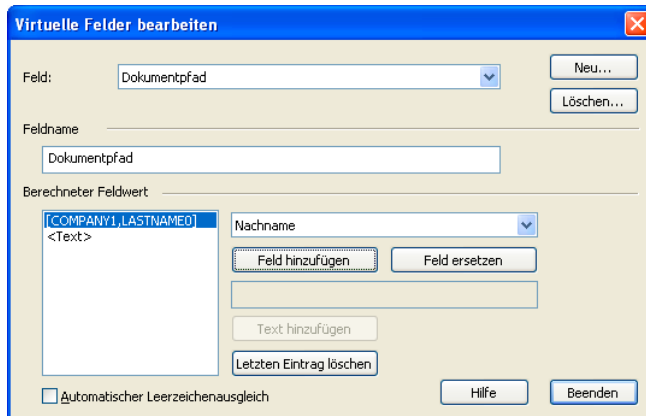 Virtuelle Felder bearbeiten
Feld: Dokumentpfad Neu...
Löschen...
Feldname
Dokumentpfad
Berechneter Feldwert
[COMPANY1,LASTNAME0] Nachname
<Text>
Feld hinzufügen Feld ersetzen
Text hinzufügen
Letzten Eintrag löschen
Automatischer Leerzeichenausgleich Hilfe Beenden